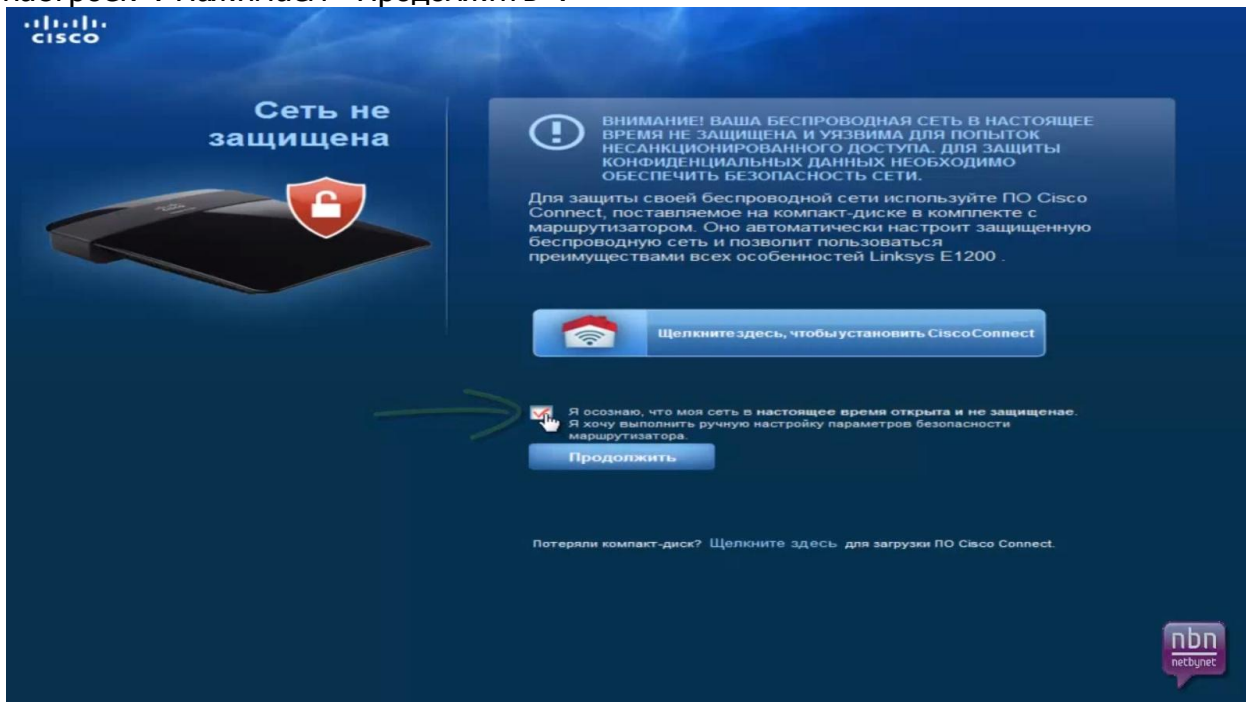 CISCO
Сеть не
защищена
ВНИМАНИЕ! ВАША БЕСПРОВОДНАЯ СЕТЬ В НАСТОЯЩЕЕ
ВРЕМЯ НЕ ЗАЩИЩЕНА И УЯЗВИМА ДЛЯ ПОПЫТОК
НЕСАНКЦИОНИРОВАННОГО ДОСТУПА. ДЛЯ ЗАЩИТЫ
КОНФИДЕНЦИАЛЬНЫХ ДАННЫХ НЕОБХОДИМО
ОБЕСПЕЧИТЬ БЕЗОПАСНОСТЬ СЕТИ.
Для защиты своей беспроводной сети используйте ПО Cisco
Connect, поставляемое на компакт-диске в комплекте с
маршрутизатором. Оно автоматически настроит защищенную
беспроводную сеть и позволит пользоваться
преимуществами всех особенностей Linksys E1200 .
Щелкните здесь, чтобы установить Cisco Connect
Я осознаю, что моя сеть в настоящее время открыта и не защищенае.
Я хочу выполнить ручную настройку параметров безопасности
маршрутизатора.
Продолжить
Потеряли компакт-диск? Щелкните здесь для загрузки ПО Cisco Connect.
nbn
netbynet